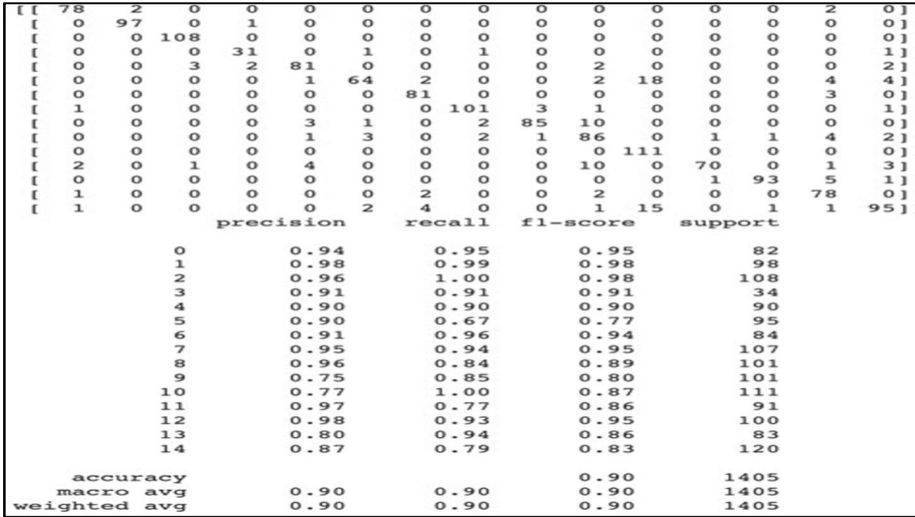 [[ 78 2 0 0 0 0 0 0 0 0 0 0 0 2 0]
[ 0 97 0 1 0 0 0 0 0 0 0 0 0 0 0]
[ 0 0 108 0 0 0 0 0 0 0 0 0 0 0 0]
[ 0 0 0 31 0 1 0 1 0 0 0 0 0 0 1]
[ 0 0 3 2 81 0 0 0 0 2 0 0 0 0 2]
[ 0 0 0 0 1 64 2 0 0 2 18 0 0 4 4]
[ 0 0 0 0 0 0 81 0 0 0 0 0 0 3 0]
[ 1 0 0 0 0 0 0 101 3 1 0 0 0 0 1]
[ 0 0 0 0 3 1 0 2 85 10 0 0 0 0 0]
[ 0 0 0 0 1 3 0 2 1 86 0 1 1 4 2]
[ 0 0 0 0 0 0 0 0 0 0 111 0 0 0 0]
[ 2 0 1 0 4 0 0 0 0 10 0 70 0 1 3]
[ 0 0 0 0 0 0 0 0 0 0 0 1 93 5 1]
[ 1 0 0 0 0 0 2 0 0 2 0 0 0 78 0]
[ 1 0 0 0 0 2 4 0 0 1 15 0 1 1 95]
precision recall f1-score support
0 0.94 0.95 0.95 82
1 0.98 0.99 0.98 98
2 0.96 1.00 0.98 108
3 0.91 0.91 0.91 34
4 0.90 0.90 0.90 90
5 0.90 0.67 0.77 95
6 0.91 0.96 0.94 84
7 0.95 0.94 0.95 107
8 0.96 0.84 0.89 101
9 0.75 0.85 0.80 101
10 0.77 1.00 0.87 111
11 0.97 0.77 0.86 91
12 0.98 0.93 0.95 100
13 0.80 0.94 0.86 83
14 0.87 0.79 0.83 120
accuracy 0.90 1405
macro avg 0.90 0.90 0.90 1405
weighted avg 0.90 0.90 0.90 1405